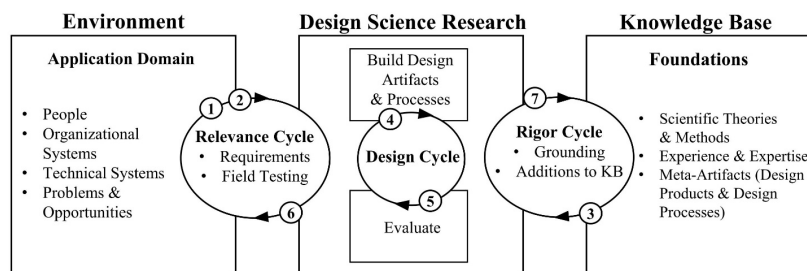 Environment
Design Science Research
Knowledge Base
Application Domain
• People
• Organizational
Systems
• Technical Systems
• Problems &
Opportunities
1
2
Relevance Cycle
• Requirements
• Field Testing
6
Build Design
Artifacts
& Processes
4
Design Cycle
5
Evaluate
7
Rigor Cycle
• Grounding
• Additions to KB
3
Foundations
• Scientific Theories
& Methods
• Experience & Expertise
• Meta-Artifacts (Design
Products & Design
Processes)